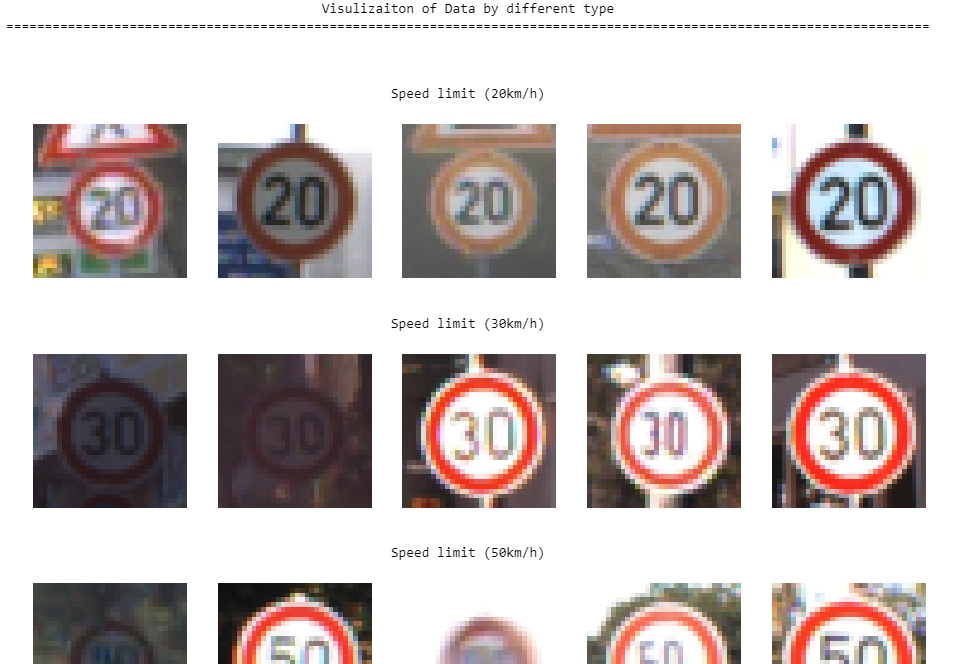 Visulizaiton of Data by different type
==========================================================================================================================
Speed limit (20km/h)
20 20 20 20 20
Speed limit (30km/h)
30 30 30 30 30
Speed limit (50km/h)
50 50 50